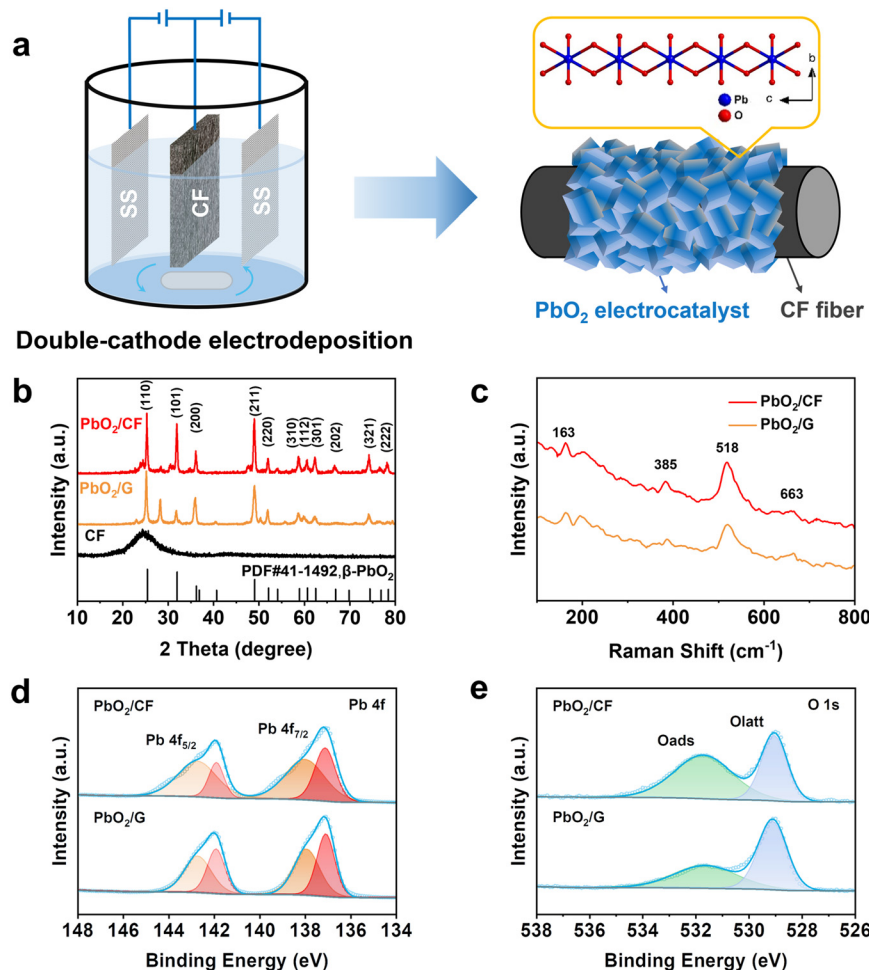 a
SS
CF
SS
Double-cathode electrodeposition
b
c
Pb
O
PbO₂ electrocatalyst
CF fiber
b
Intensity (a.u.)
PbO₂/CF
(110)
(101)
(200)
(211)
(220)
(310)
(112)
(301)
(202)
(321)
(222)
PbO₂/G
CF
PDF#41-1492,β-PbO₂
10 20 30 40 50 60 70 80
2 Theta (degree)
c
Intensity (a.u.)
PbO₂/CF
PbO₂/G
163
385
518
663
200 400 600 800
Raman Shift (cm⁻¹)
d
Intensity (a.u.)
PbO₂/CF
Pb 4f
Pb 4f₅/₂
Pb 4f₇/₂
PbO₂/G
148 146 144 142 140 139 138 136 134
Binding Energy (eV)
e
Intensity (a.u.)
PbO₂/CF
O 1s
Oads
Olatt
PbO₂/G
538 536 534 532 530 528 526
Binding Energy (eV)